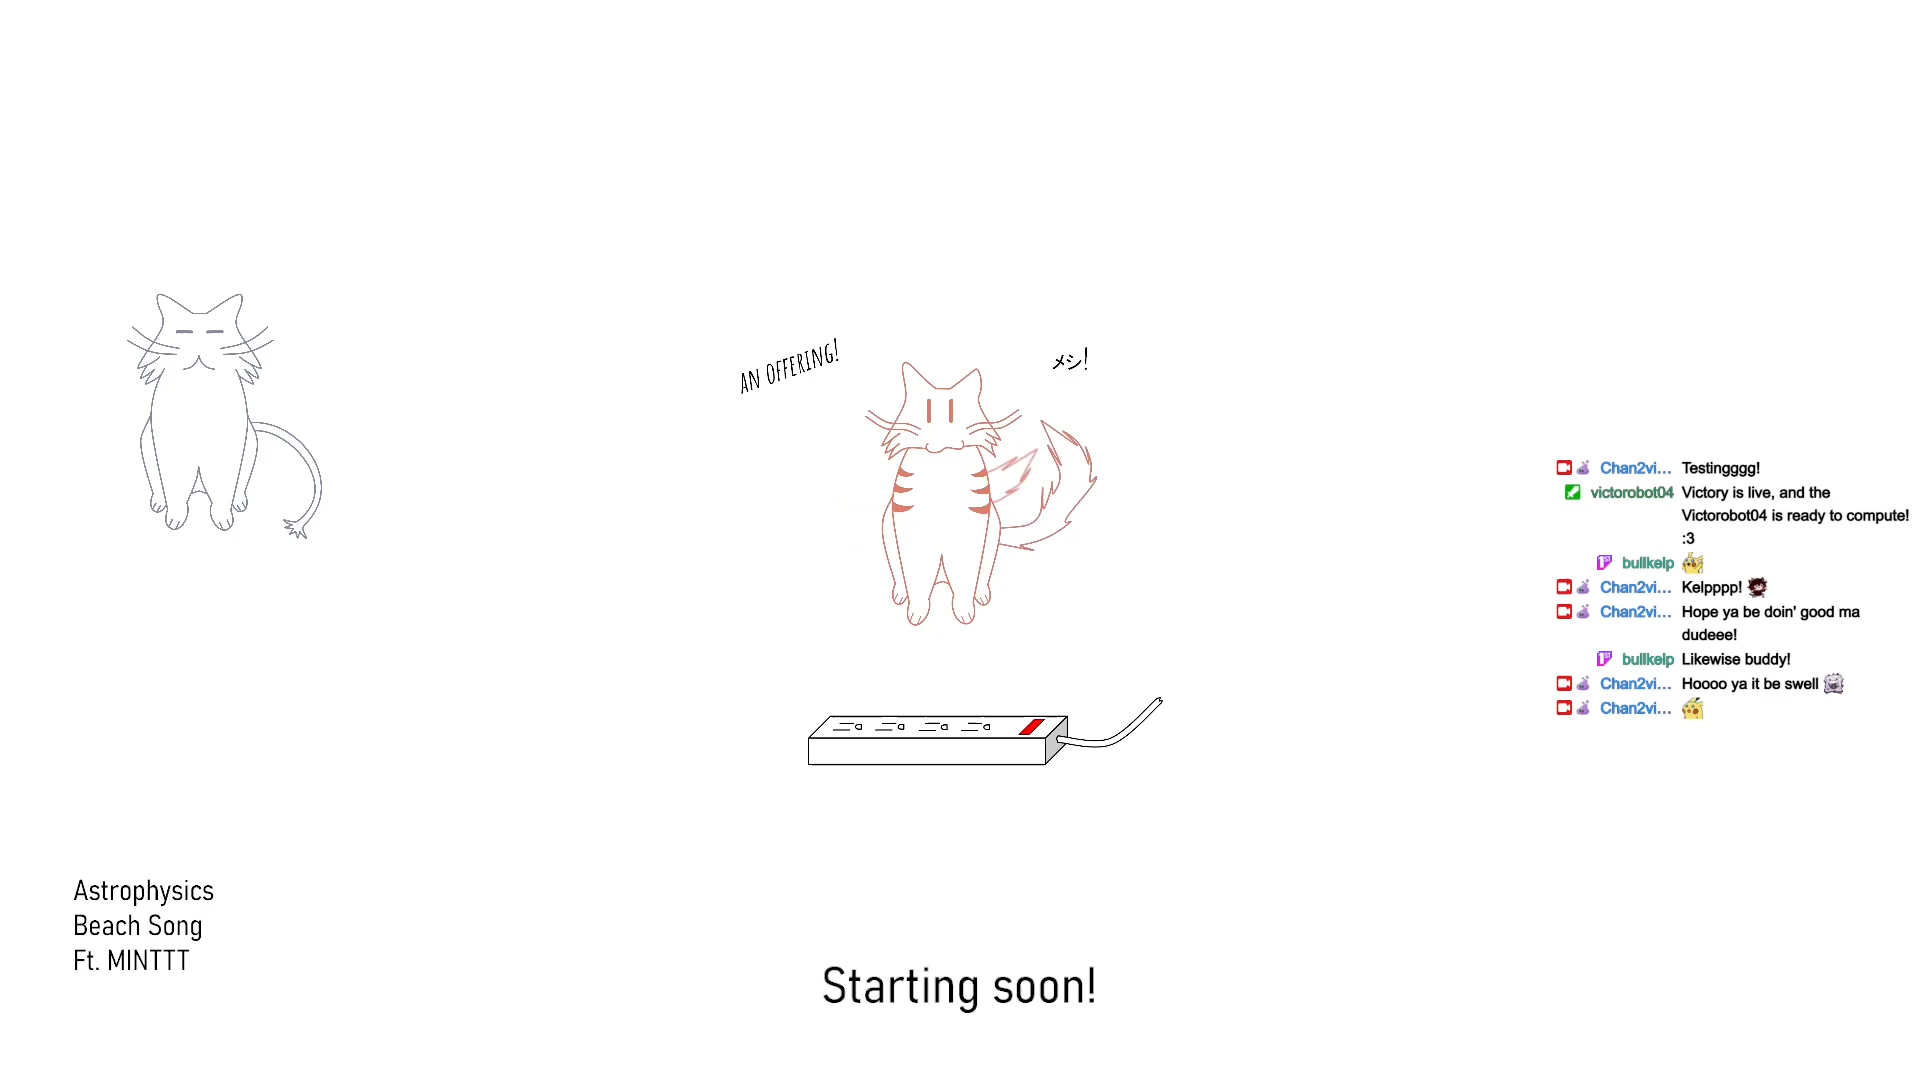 AN OFFERING!
メシ!
Chan2vi... Testingggg!
victorobot04 Victory is live, and the
Victorobot04 is ready to compute!
:3
bullkelp
Chan2vi... Kelpppp!
Chan2vi... Hope ya be doin' good ma
dudeee!
bullkelp Likewise buddy!
Chan2vi... Hoooo ya it be swell
Chan2vi...
Astrophysics
Beach Song
Ft. MINTTT
Starting soon!